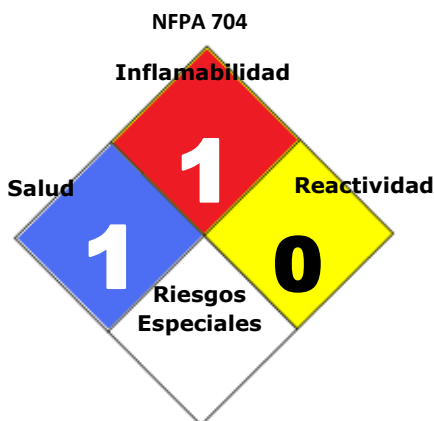 NFPA 704
Inflamabilidad
1
Salud
Reactividad
1
0
Riesgos
Especiales